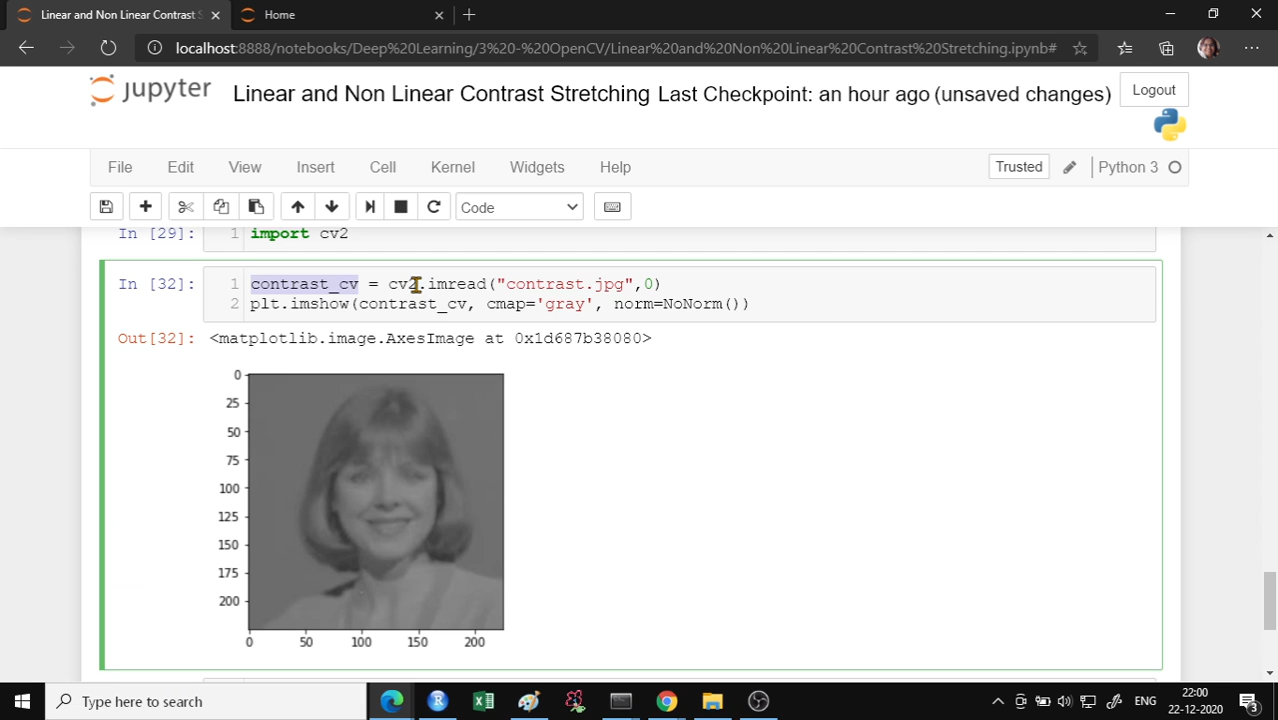 Linear and Non Linear Contrast S
Home
localhost:8888/notebooks/Deep%20Learning/3%20-%20OpenCV/Linear%20and%20Non%20Linear%20Contrast%20Stretching.ipynb#
jupyter
Linear and Non Linear Contrast Stretching Last Checkpoint: an hour ago (unsaved changes)
Logout
File Edit View Insert Cell Kernel Widgets Help
Trusted
Python 3
Code
In [29]:
1 import cv2
In [32]:
1 contrast_cv = cv2.imread("contrast.jpg",0)
2 plt.imshow(contrast_cv, cmap='gray', norm=NoNorm())
Out[32]: <matplotlib.image.AxesImage at 0x1d687b38080>
0
25
50
75
100
125
150
175
200
0 50 100 150 200
Type here to search
ENG
22:00
22-12-2020
3